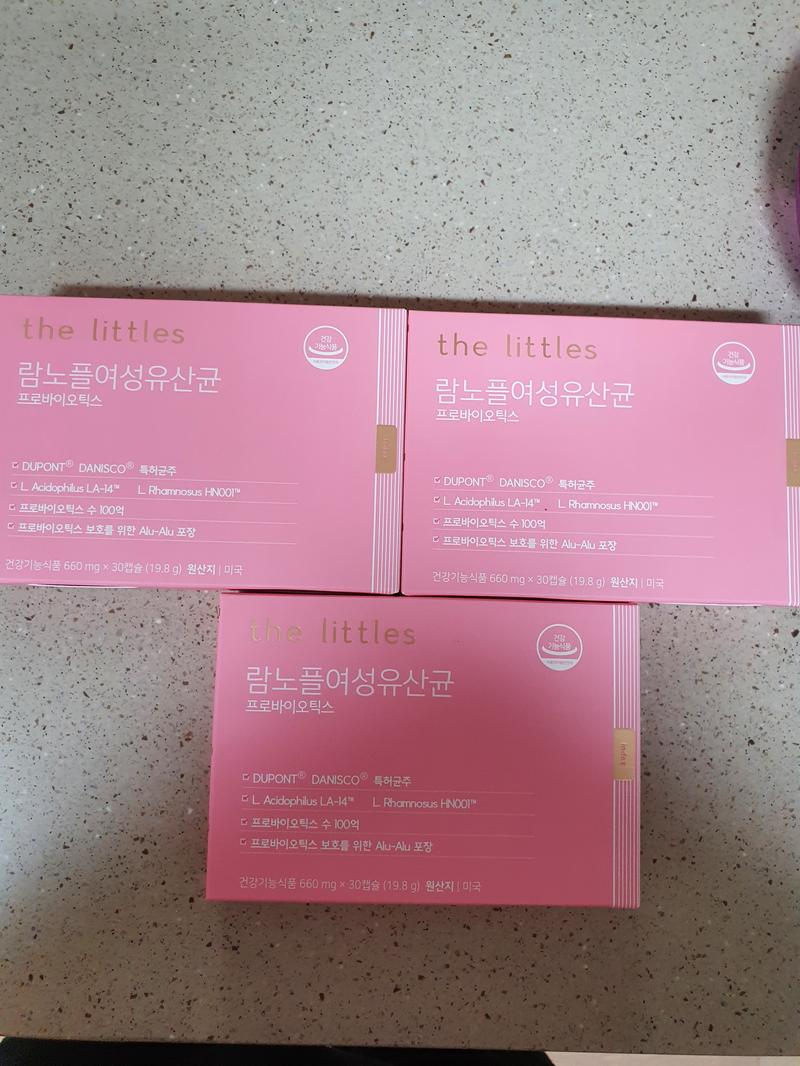 the littles
건강
기능식품
람노플여성유산균
프로바이오틱스
DUPONT® DANISCO® 특허균주
L. Acidophilus LA-14™ L. Rhamnosus HN001™
프로바이오틱스 수 100억
프로바이오틱스 보호를 위한 Alu-Alu 포장
건강기능식품 660 mg × 30캡슐 (19.8 g) 원산지 | 미국
the littles
건강
기능식품
람노플여성유산균
프로바이오틱스
DUPONT® DANISCO® 특허균주
L. Acidophilus LA-14™ L. Rhamnosus HN001™
프로바이오틱스 수 100억
프로바이오틱스 보호를 위한 Alu-Alu 포장
건강기능식품 660 mg × 30캡슐 (19.8 g) 원산지 | 미국
the littles
건강
기능식품
람노플여성유산균
프로바이오틱스
index
DUPONT® DANISCO® 특허균주
L. Acidophilus LA-14™ L. Rhamnosus HN001™
프로바이오틱스 수 100억
프로바이오틱스 보호를 위한 Alu-Alu 포장
건강기능식품 660 mg × 30캡슐 (19.8 g) 원산지 | 미국